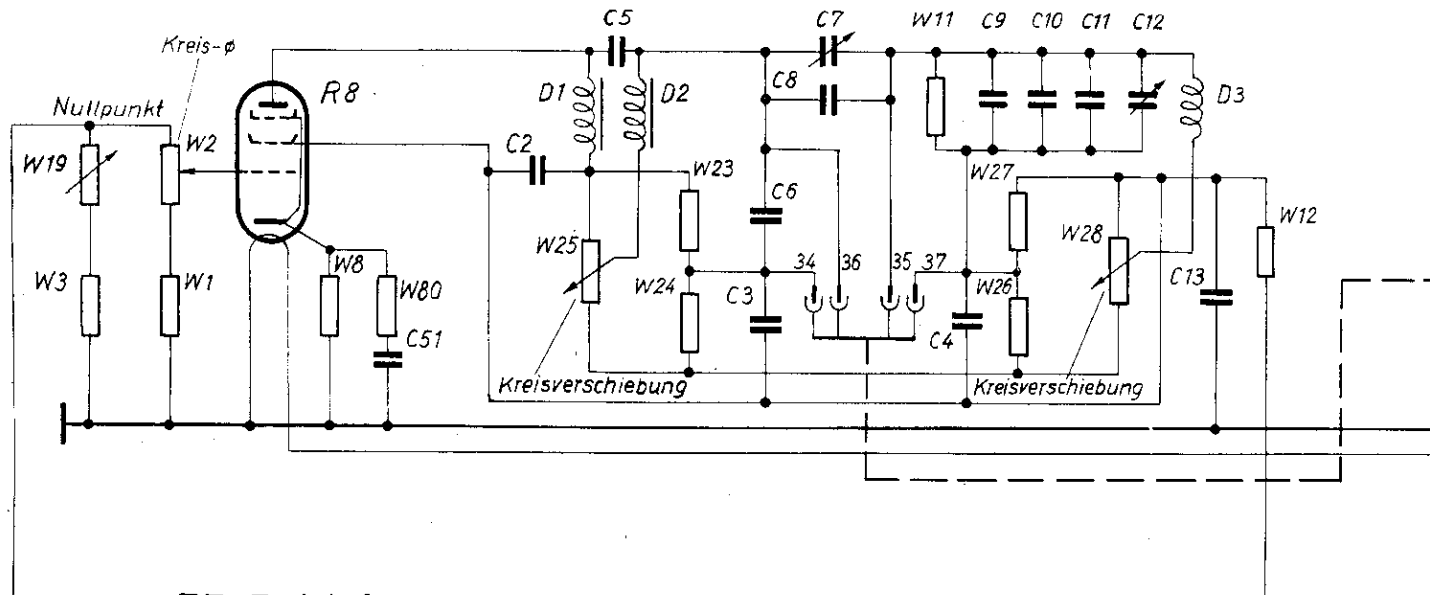 C5
C7
W11
C9
C10
C11
C12
Kreis-ø
R8
D1
D2
C8
D3
Nullpunkt
W19
W2
C2
W23
W27
C6
W12
W25
34
36
35
37
W28
W3
W1
W8
W80
W24
C3
C4
W26
C13
C51
Kreisverschiebung
Kreisverschiebung